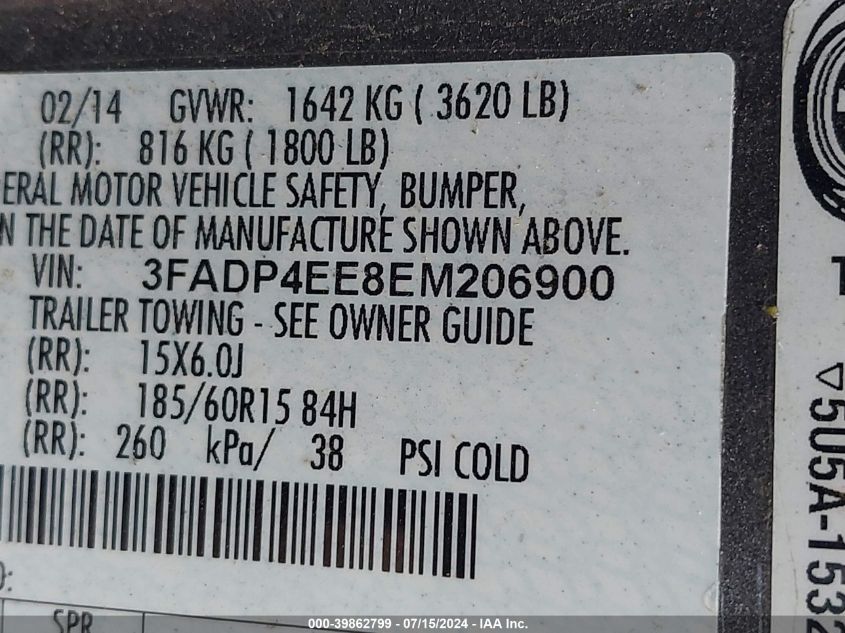 02/14 GVWR: 1642 KG ( 3620 LB)
(RR): 816 KG ( 1800 LB)
ERAL MOTOR VEHICLE SAFETY, BUMPER,
N THE DATE OF MANUFACTURE SHOWN ABOVE.
VIN: 3FADP4EE8EM206900
TRAILER TOWING - SEE OWNER GUIDE
(RR): 15X6.0J
(RR): 185/60R15 84H
(RR): 260 kPa/ 38 PSI COLD
SPR
T
505A-1532
000-39862799 - 07/15/2024 - IAA Inc.